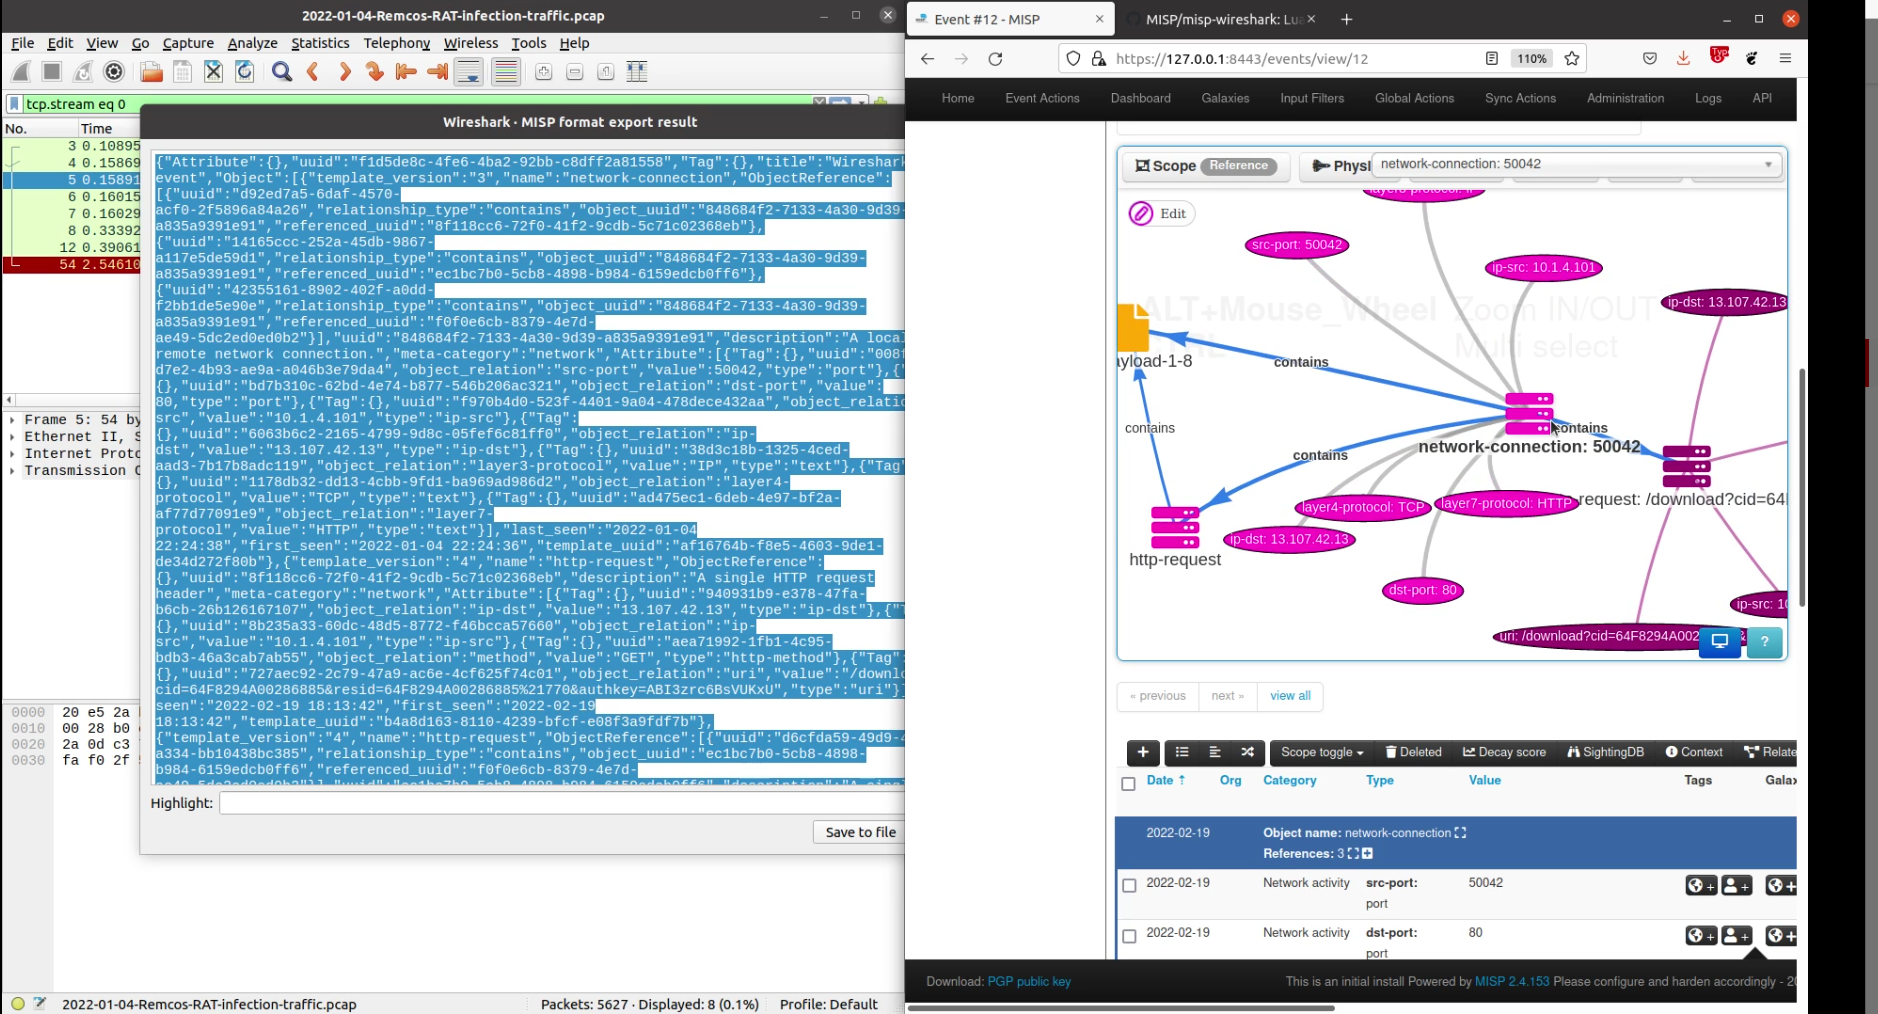 2022-01-04-Remcos-RAT-infection-traffic.pcap
File Edit View Go Capture Analyze Statistics Telephony Wireless Tools Help
tcp.stream eq 0
No. Time
3 0.10895
4 0.15869
5 0.15891
6 0.16015
7 0.16029
8 0.33392
12 0.39061
54 2.54610
Frame 5: 54 by
Ethernet II, S
Internet Proto
Transmission C
0000 20 e5 2a
0010 00 28 b0
0020 2a 0d c3
0030 fa f0 2f
Wireshark · MISP format export result
{"Attribute":{},"uuid":"f1d5de8c-4fe6-4ba2-92bb-c8dff2a81558","Tag":{},"title":"Wireshark
event","Object":[{"template_version":"3","name":"network-connection","ObjectReference":
[{"uuid":"d92ed7a5-6daf-4570-
acf0-2f5896a84a26","relationship_type":"contains","object_uuid":"848684f2-7133-4a30-9d39-
a835a9391e91","referenced_uuid":"8f118cc6-72f0-41f2-9cdb-5c71c02368eb"},
{"uuid":"14165ccc-252a-45db-9867-
a117e5de59d1","relationship_type":"contains","object_uuid":"848684f2-7133-4a30-9d39-
a835a9391e91","referenced_uuid":"ec1bc7b0-5cb8-4898-b984-6159edcb0ff6"},
{"uuid":"42355161-8902-402f-a0dd-
f2bb1de5e90e","relationship_type":"contains","object_uuid":"848684f2-7133-4a30-9d39-
a835a9391e91","referenced_uuid":"f0f0e6cb-8379-4e7d-
ae49-5dc2ed0ed0b2"}],"uuid":"848684f2-7133-4a30-9d39-a835a9391e91","description":"A local
remote network connection.","meta-category":"network","Attribute":[{"Tag":{},"uuid":"008f
d7e2-4b93-ae9a-a046b3e79da4","object_relation":"src-port","value":50042,"type":"port"},{"
{},"uuid":"bd7b310c-62bd-4e74-b877-546b206ac321","object_relation":"dst-port","value":
80,"type":"port"},{"Tag":{},"uuid":"f970b4d0-523f-4401-9a04-478dece432aa","object_relatio
src","value":"10.1.4.101","type":"ip-src"},{"Tag":
{},"uuid":"6063b6c2-2165-4799-9d8c-05fef6c81ff0","object_relation":"ip-
dst","value":"13.107.42.13","type":"ip-dst"},{"Tag":{},"uuid":"38d3c18b-1325-4ced-
aad3-7b17b8adc119","object_relation":"layer3-protocol","value":"IP","type":"text"},{"Tag"
{},"uuid":"1178db32-dd13-4cbb-9fd1-ba969ad986d2","object_relation":"layer4-
protocol","value":"TCP","type":"text"},{"Tag":{},"uuid":"ad475ec1-6deb-4e97-bf2a-
af77d77091e9","object_relation":"layer7-
protocol","value":"HTTP","type":"text"}],"last_seen":"2022-01-04
22:24:38","first_seen":"2022-01-04 22:24:36","template_uuid":"af16764b-f8e5-4603-9de1-
de34d272f80b"},{"template_version":"4","name":"http-request","ObjectReference":
{},"uuid":"8f118cc6-72f0-41f2-9cdb-5c71c02368eb","description":"A single HTTP request
header","meta-category":"network","Attribute":[{"Tag":{},"uuid":"940931b9-e378-47fa-
b6cb-26b126167107","object_relation":"ip-dst","value":"13.107.42.13","type":"ip-dst"},{"T
{},"uuid":"8b235a33-60dc-48d5-8772-f46bcca57660","object_relation":"ip-
src","value":"10.1.4.101","type":"ip-src"},{"Tag":{},"uuid":"aea71992-1fb1-4c95-
bdb3-46a3cab7ab55","object_relation":"method","value":"GET","type":"http-method"},{"Tag":
{},"uuid":"727aec92-2c79-47a9-ac6e-4cf625f74c01","object_relation":"uri","value":"/downlo
cid=64F8294A00286885&resid=64F8294A00286885%21770&authkey=ABI3zrc6BsVUKxU","type":"uri"}]
seen":"2022-02-19 18:13:42","first_seen":"2022-02-19
18:13:42","template_uuid":"b4a8d163-8110-4239-bfcf-e08f3a9fdf7b"},
{"template_version":"4","name":"http-request","ObjectReference":[{"uuid":"d6cfda59-49d9-4
a334-bb10438bc385","relationship_type":"contains","object_uuid":"ec1bc7b0-5cb8-4898-
b984-6159edcb0ff6","referenced_uuid":"f0f0e6cb-8379-4e7d-
Highlight:
Save to file
2022-01-04-Remcos-RAT-infection-traffic.pcap Packets: 5627 · Displayed: 8 (0.1%) Profile: Default
Event #12 - MISP MISP/misp-wireshark: Lua
https://127.0.0.1:8443/events/view/12 110%
Home Event Actions Dashboard Galaxies Input Filters Global Actions Sync Actions Administration Logs API
Scope Reference Physi network-connection: 50042
Edit
layer3-protocol: IP
src-port: 50042
ip-src: 10.1.4.101
ip-dst: 13.107.42.13
ALT+Mouse_Wheel Zoom IN/OUT
Multi select
ayload-1-8
contains
contains
contains
contains
network-connection: 50042
layer4-protocol: TCP
layer7-protocol: HTTP
request: /download?cid=64
ip-dst: 13.107.42.13
http-request
dst-port: 80
ip-src: 10
uri: /download?cid=64F8294A002 &
?
« previous next » view all
Scope toggle Deleted Decay score SightingDB Context Relate
Date Org Category Type Value Tags Galax
2022-02-19 Object name: network-connection
References: 3
2022-02-19 Network activity src-port: 50042
port
2022-02-19 Network activity dst-port: 80
port
Download: PGP public key This is an initial install Powered by MISP 2.4.153 Please configure and harden accordingly - 20